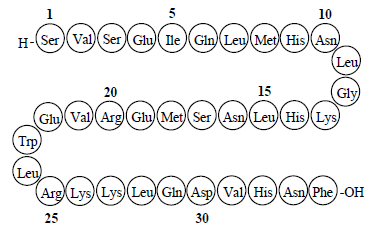 1 5 10
H- Ser Val Ser Glu Ile Gln Leu Met His Asn
Leu
Gly
20 15
Glu Val Arg Glu Met Ser Asn Leu His Lys
Trp
Leu
Arg Lys Lys Leu Gln Asp Val His Asn Phe -OH
25 30